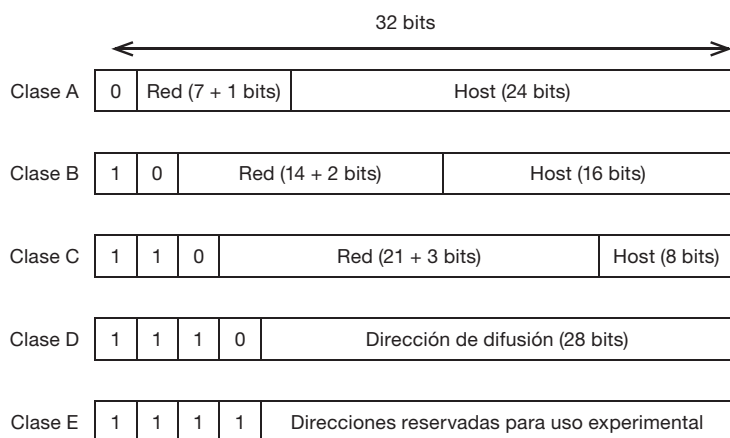 32 bits
Clase A 0 Red (7 + 1 bits) Host (24 bits)
Clase B 1 0 Red (14 + 2 bits) Host (16 bits)
Clase C 1 1 0 Red (21 + 3 bits) Host (8 bits)
Clase D 1 1 1 0 Dirección de difusión (28 bits)
Clase E 1 1 1 1 Direcciones reservadas para uso experimental